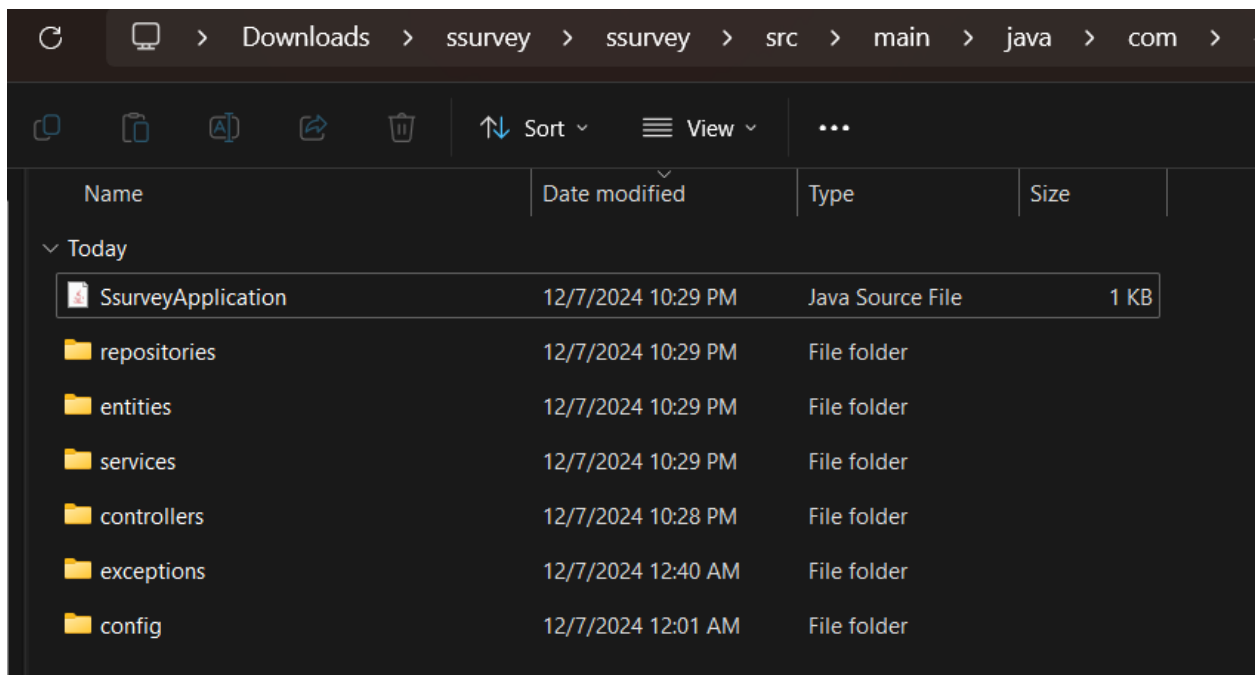 Downloads > ssurvey > ssurvey > src > main > java > com >
Sort View •••
Name Date modified Type Size
Today
SsurveyApplication 12/7/2024 10:29 PM Java Source File 1 KB
repositories 12/7/2024 10:29 PM File folder
entities 12/7/2024 10:29 PM File folder
services 12/7/2024 10:29 PM File folder
controllers 12/7/2024 10:28 PM File folder
exceptions 12/7/2024 12:40 AM File folder
config 12/7/2024 12:01 AM File folder